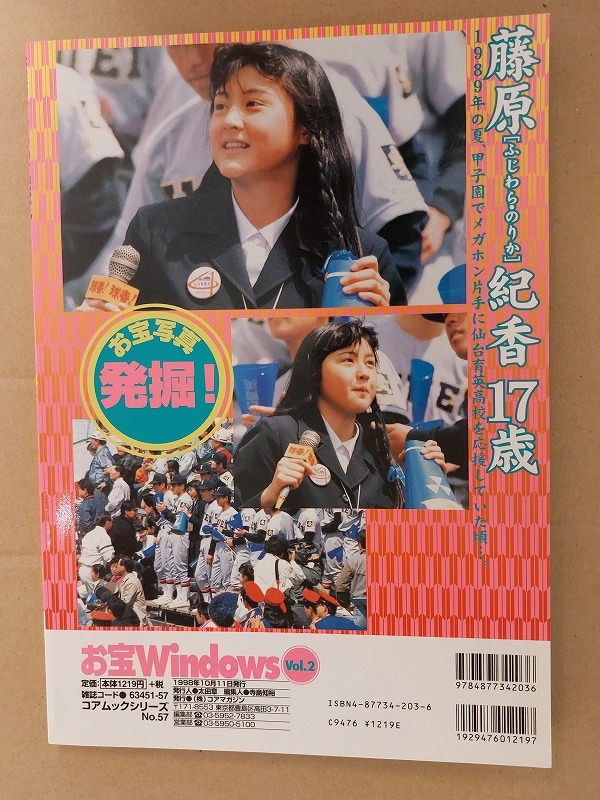 藤原[ふじわら・のりか]紀香 17歳
1989年の夏、甲子園でメガホン片手に仙台育英高校を応援していた頃…。
球春!
お宝写真
発掘!
球春!
お宝Windows Vol.2
定価:本体1219円 +税
雑誌コード● 63451-57
コアムックシリーズ
No.57
1998年10月11日発行
発行人●太田章 編集人●寺島知裕
発行●(株)コアマガジン
〒171-8553 東京都豊島区高田3-7-11
編集部☎03-5952-7833
営業部☎03-5950-5100
ISBN4-87734-203-6
C9476 ¥1219E
9784877342036
1929476012197